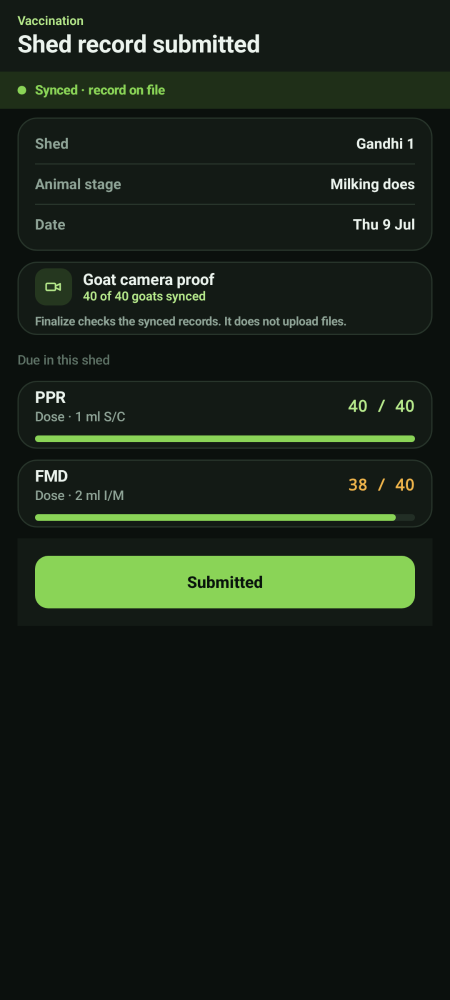 Vaccination
Shed record submitted
Synced · record on file
Shed Gandhi 1
Animal stage Milking does
Date Thu 9 Jul
Goat camera proof
40 of 40 goats synced
Finalize checks the synced records. It does not upload files.
Due in this shed
PPR
Dose · 1 ml S/C
40 / 40
FMD
Dose · 2 ml I/M
38 / 40
Submitted